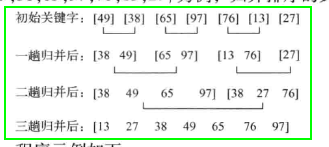 初始关键字：[49] [38] [65] [97] [76] [13] [27]
一趟归并后：[38 49] [65 97] [13 76] [27]
二趟归并后：[38 49 65 97] [38 27 76]
三趟归并后：[13 27 38 49 65 76 97]